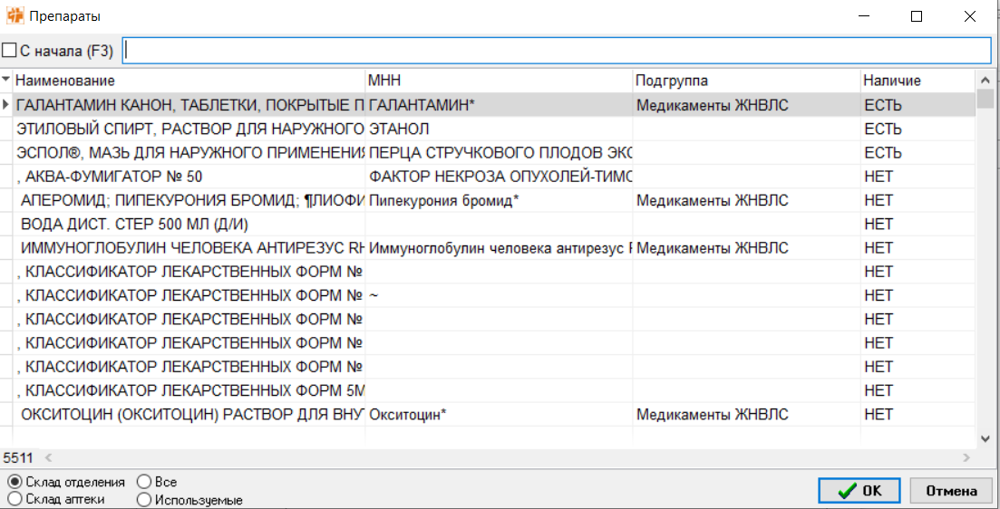 Препараты
С начала (F3)
Наименование МНН Подгруппа Наличие
ГАЛАНТАМИН КАНОН, ТАБЛЕТКИ, ПОКРЫТЫЕ П ГАЛАНТАМИН* Медикаменты ЖНВЛС ЕСТЬ
ЭТИЛОВЫЙ СПИРТ, РАСТВОР ДЛЯ НАРУЖНОГО ЭТАНОЛ ЕСТЬ
ЭСПОЛ®, МАЗЬ ДЛЯ НАРУЖНОГО ПРИМЕНЕНИЯ ПЕРЦА СТРУЧКОВОГО ПЛОДОВ ЭКС ЕСТЬ
, АКВА-ФУМИГАТОР № 50 ФАКТОР НЕКРОЗА ОПУХОЛЕЙ-ТИМО НЕТ
АПЕРОМИД; ПИПЕКУРОНИЯ БРОМИД; ¶ЛИОФИ Пипекурония бромид* Медикаменты ЖНВЛС НЕТ
ВОДА ДИСТ. СТЕР 500 МЛ (Д/И) НЕТ
ИММУНОГЛОБУЛИН ЧЕЛОВЕКА АНТИРЕЗУС RH Иммуноглобулин человека антирезус Медикаменты ЖНВЛС НЕТ
, КЛАССИФИКАТОР ЛЕКАРСТВЕННЫХ ФОРМ № НЕТ
, КЛАССИФИКАТОР ЛЕКАРСТВЕННЫХ ФОРМ № ~ НЕТ
, КЛАССИФИКАТОР ЛЕКАРСТВЕННЫХ ФОРМ № НЕТ
, КЛАССИФИКАТОР ЛЕКАРСТВЕННЫХ ФОРМ № НЕТ
, КЛАССИФИКАТОР ЛЕКАРСТВЕННЫХ ФОРМ № НЕТ
, КЛАССИФИКАТОР ЛЕКАРСТВЕННЫХ ФОРМ 5М НЕТ
ОКСИТОЦИН (ОКСИТОЦИН) РАСТВОР ДЛЯ ВНУТ Окситоцин* Медикаменты ЖНВЛС НЕТ
5511
Склад отделения Все
Склад аптеки Используемые
OK Отмена